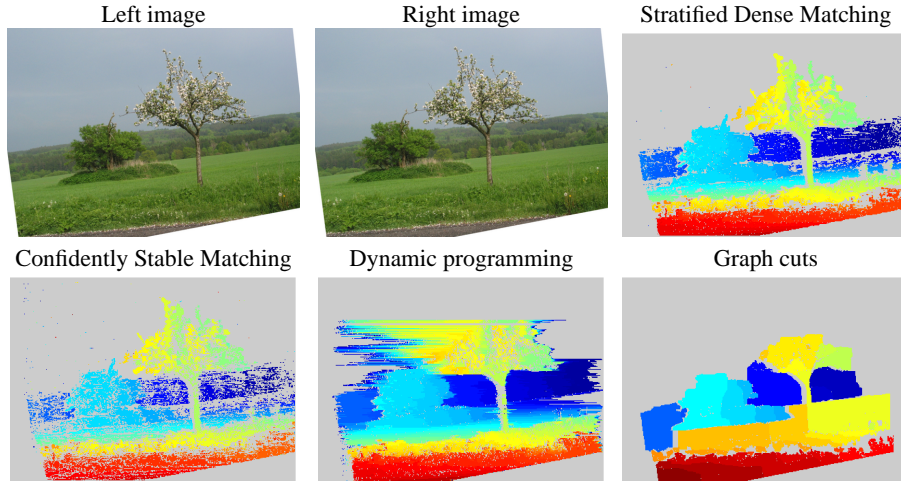 Left image
Right image
Stratified Dense Matching
Confidently Stable Matching
Dynamic programming
Graph cuts